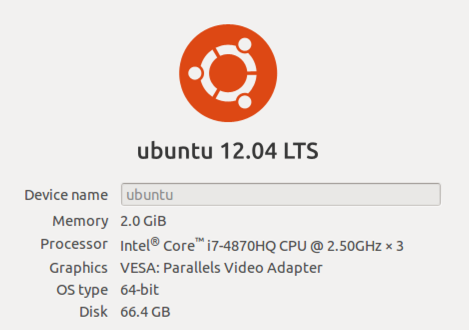 ubuntu 12.04 LTS
Device name ubuntu
Memory 2.0 GiB
Processor Intel® Core™ i7-4870HQ CPU @ 2.50GHz × 3
Graphics VESA: Parallels Video Adapter
OS type 64-bit
Disk 66.4 GB